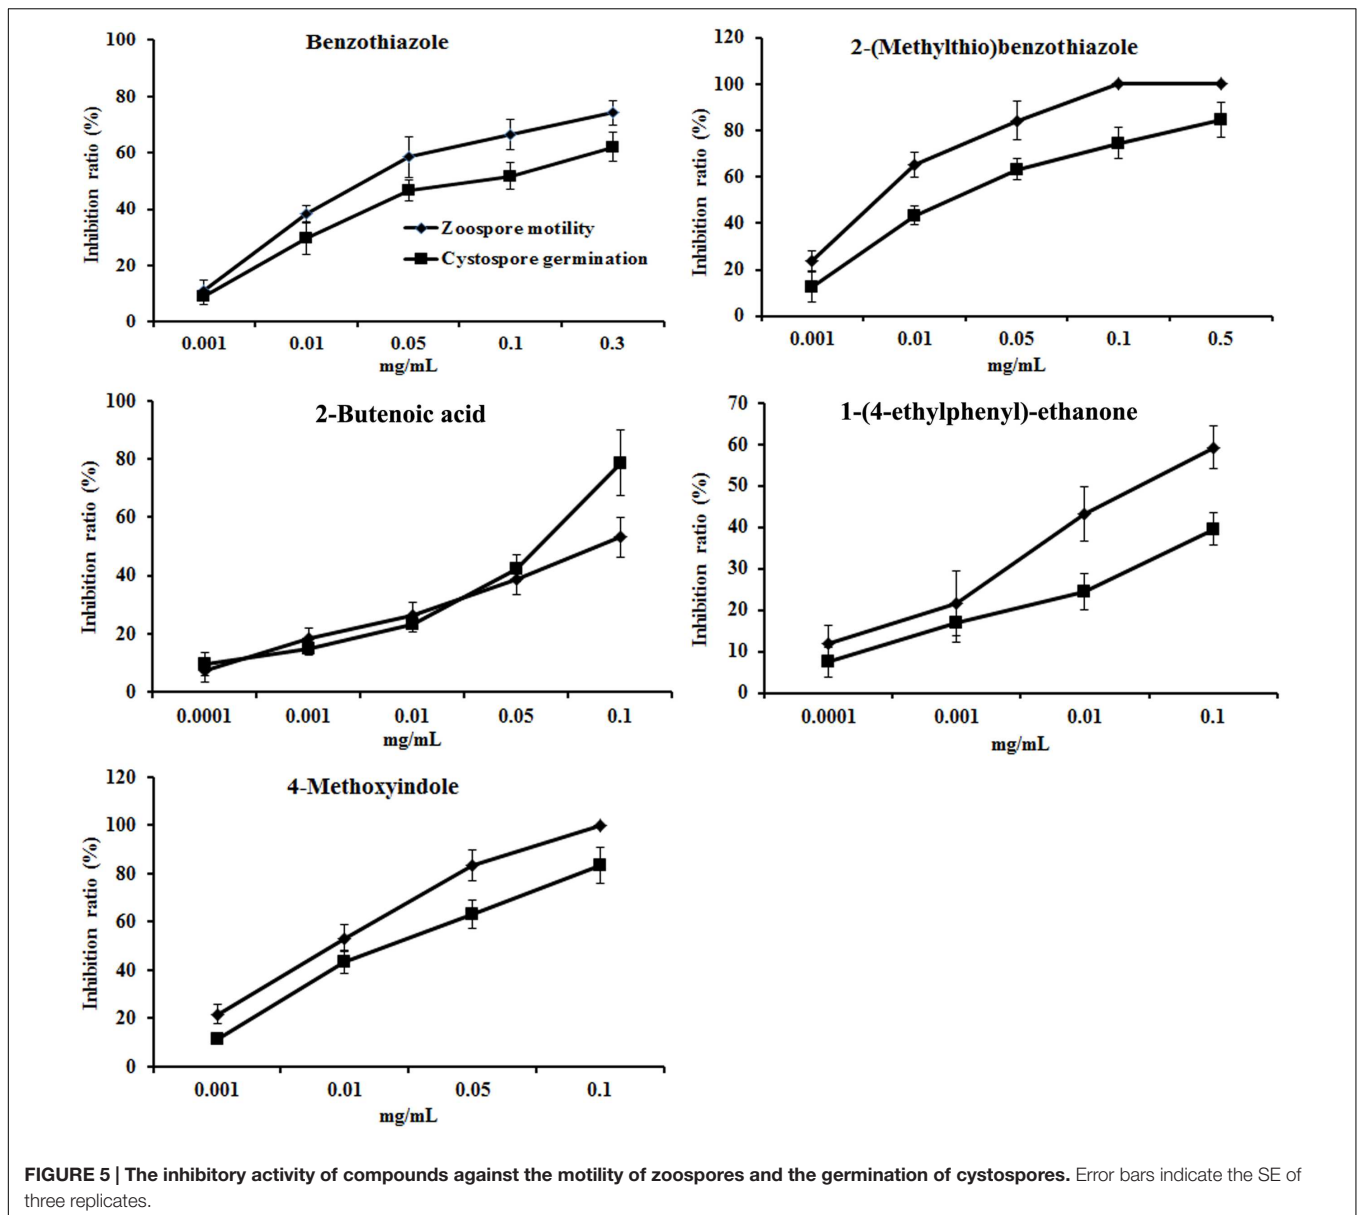 Benzothiazole
Inhibition ratio (%)
100
80
60
40
20
0
Zoospore motility
Cystospore germination
0.001 0.01 0.05 0.1 0.3
mg/mL
2-(Methylthio)benzothiazole
Inhibition ratio (%)
120
100
80
60
40
20
0
0.001 0.01 0.05 0.1 0.5
mg/mL
2-Butenoic acid
Inhibition ratio (%)
100
80
60
40
20
0
0.0001 0.001 0.01 0.05 0.1
mg/mL
1-(4-ethylphenyl)-ethanone
Inhibition ratio (%)
70
60
50
40
30
20
10
0
0.0001 0.001 0.01 0.1
mg/mL
4-Methoxyindole
Inhibition ratio (%)
120
100
80
60
40
20
0
0.001 0.01 0.05 0.1
mg/mL
FIGURE 5 | The inhibitory activity of compounds against the motility of zoospores and the germination of cystospores. Error bars indicate the SE of
three replicates.